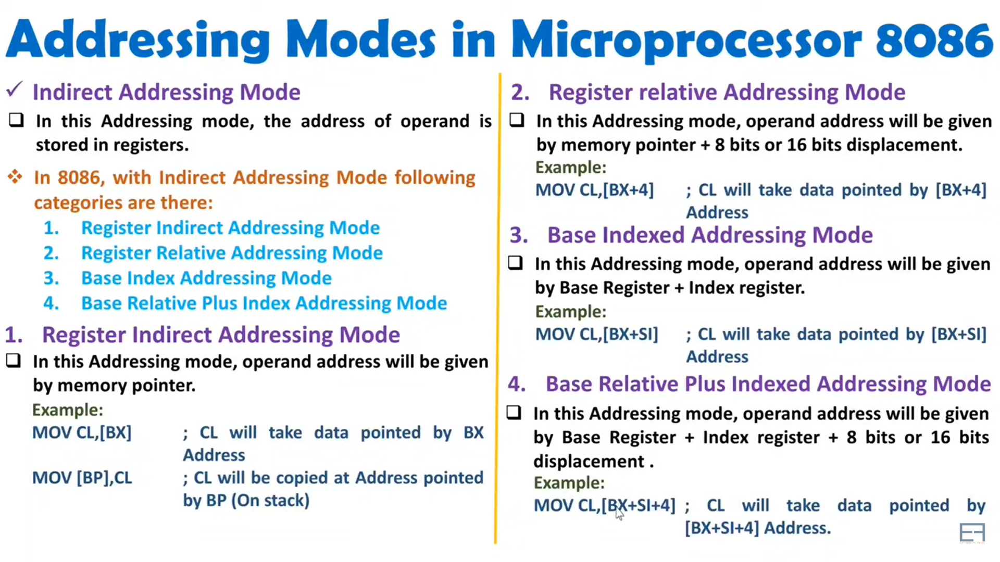 Addressing Modes in Microprocessor 8086
✓ Indirect Addressing Mode
❑ In this Addressing mode, the address of operand is
stored in registers.
❖ In 8086, with Indirect Addressing Mode following
categories are there:
1. Register Indirect Addressing Mode
2. Register Relative Addressing Mode
3. Base Index Addressing Mode
4. Base Relative Plus Index Addressing Mode
1. Register Indirect Addressing Mode
❑ In this Addressing mode, operand address will be given
by memory pointer.
Example:
MOV CL,[BX] ; CL will take data pointed by BX
Address
MOV [BP],CL ; CL will be copied at Address pointed
by BP (On stack)
2. Register relative Addressing Mode
❑ In this Addressing mode, operand address will be given
by memory pointer + 8 bits or 16 bits displacement.
Example:
MOV CL,[BX+4] ; CL will take data pointed by [BX+4]
Address
3. Base Indexed Addressing Mode
❑ In this Addressing mode, operand address will be given
by Base Register + Index register.
Example:
MOV CL,[BX+SI] ; CL will take data pointed by [BX+SI]
Address
4. Base Relative Plus Indexed Addressing Mode
❑ In this Addressing mode, operand address will be given
by Base Register + Index register + 8 bits or 16 bits
displacement .
Example:
MOV CL,[BX+SI+4] ; CL will take data pointed by
[BX+SI+4] Address.
EF